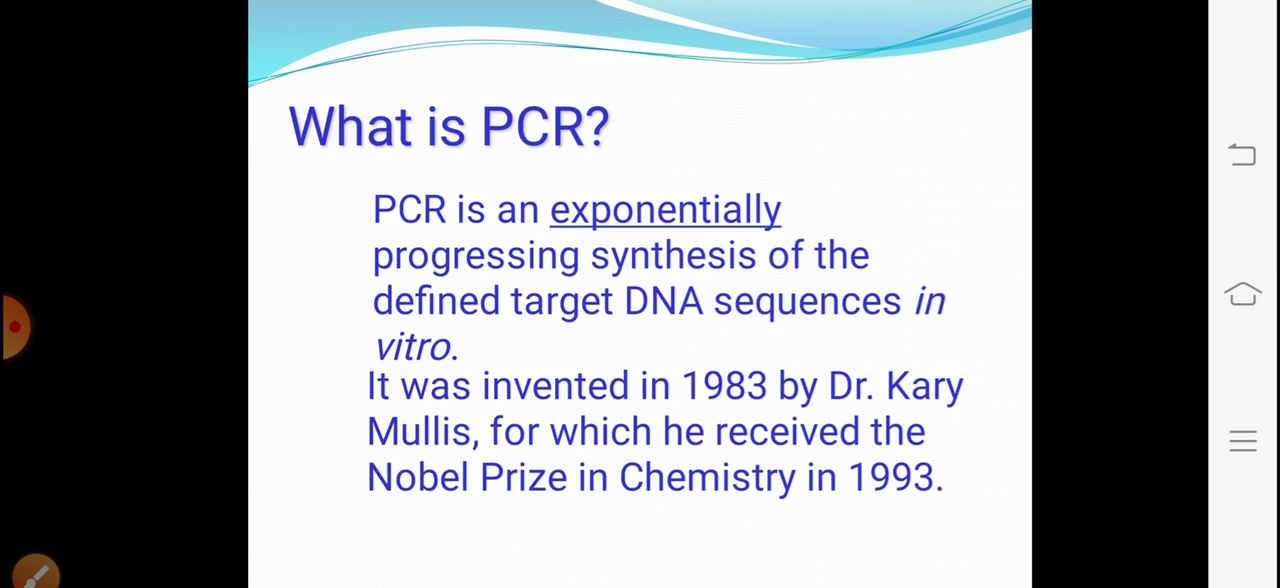 What is PCR?
PCR is an exponentially
progressing synthesis of the
defined target DNA sequences in
vitro.
It was invented in 1983 by Dr. Kary
Mullis, for which he received the
Nobel Prize in Chemistry in 1993.